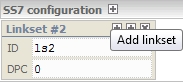 SS7 configuration
Linkset #2
Add linkset
ID ls2
DPC 0